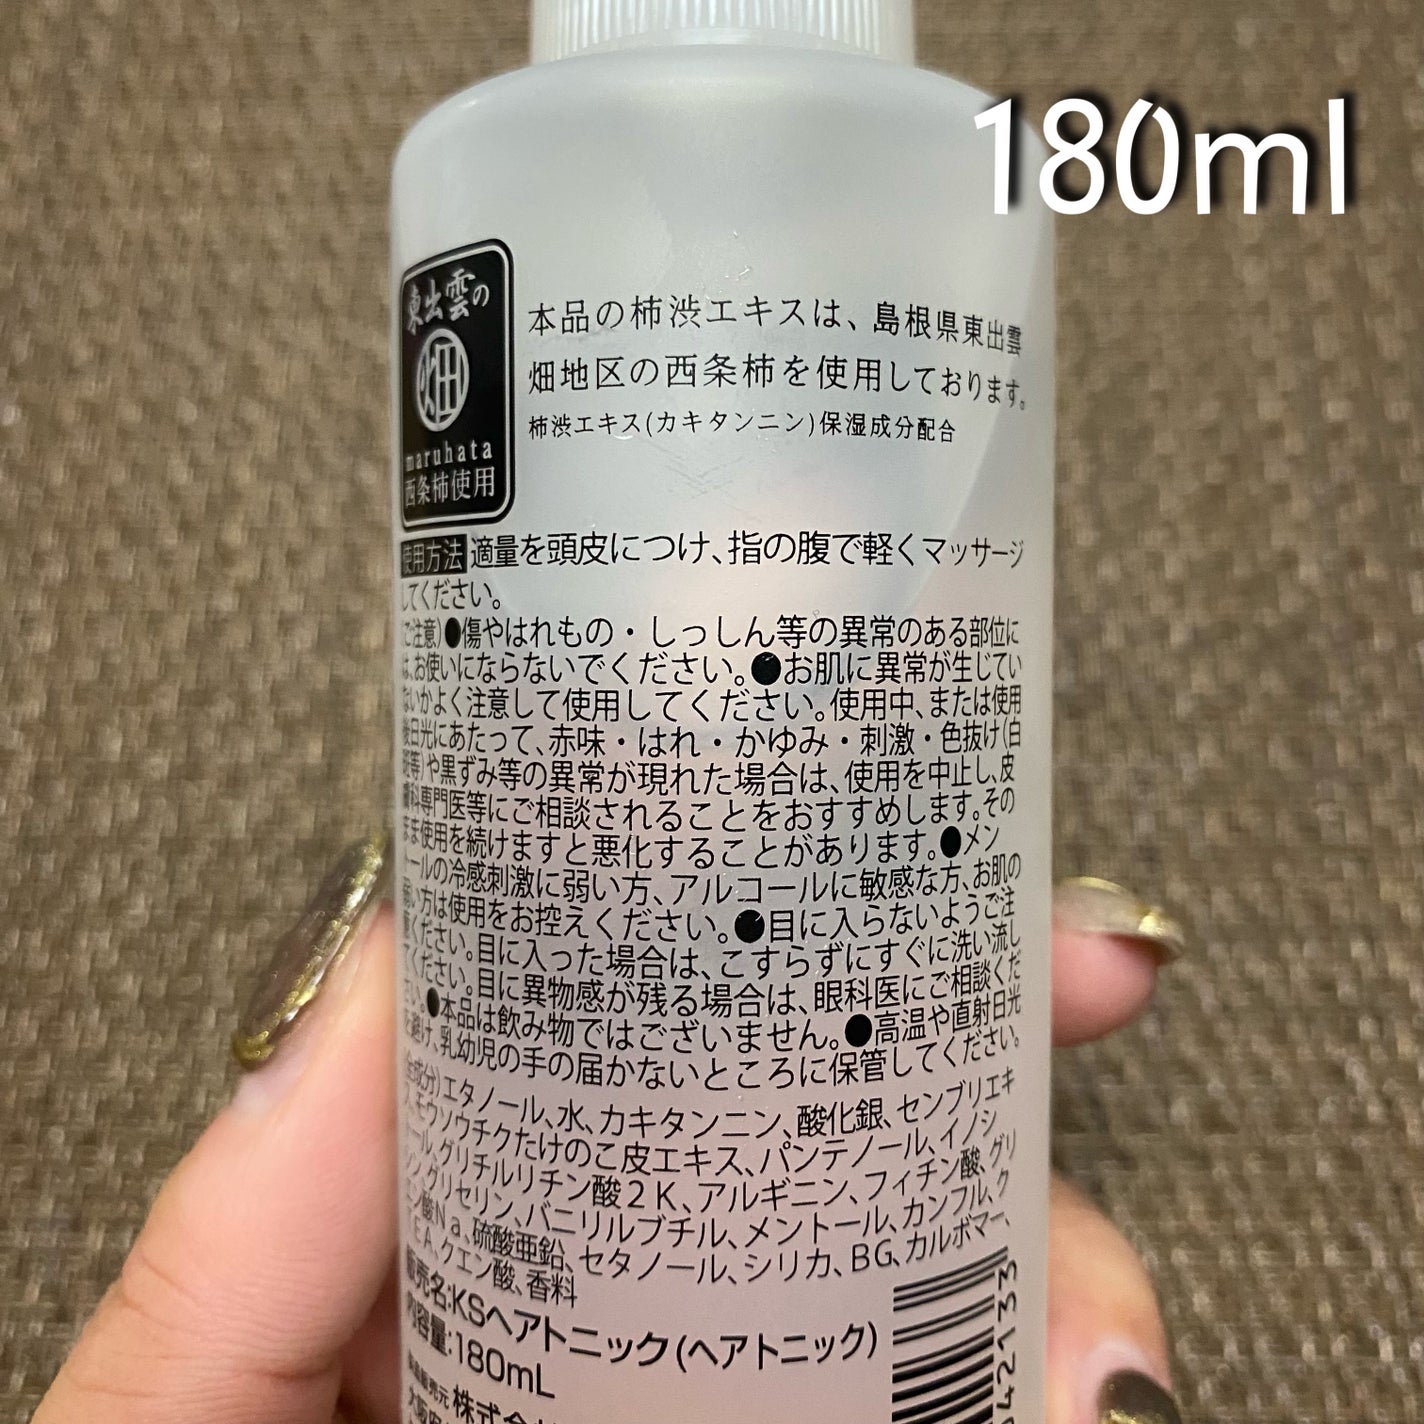 180ml
東出雲の
畑
maruhata
西条柿使用
本品の柿渋エキスは、島根県東出雲
畑地区の西条柿を使用しております。
柿渋エキス(カキタンニン)保湿成分配合
使用方法 適量を頭皮につけ、指の腹で軽くマッサージ
してください。
(ご注意)●傷やはれもの・しっしん等の異常のある部位に
は、お使いにならないでください。●お肌に異常が生じてい
ないかよく注意して使用してください。使用中、または使用
後日光にあたって、赤味・はれ・かゆみ・刺激・色抜け(白
斑等)や黒ずみ等の異常が現れた場合は、使用を中止し、皮
膚科専門医等にご相談されることをおすすめします。その
まま使用を続けますと悪化することがあります。●メン
トールの冷感刺激に弱い方、アルコールに敏感な方、お肌の
弱い方は使用をお控えください。●目に入らないようご注
意ください。目に入った場合は、こすらずにすぐに洗い流し
てください。目に異物感が残る場合は、眼科医にご相談くだ
さい。●本品は飲み物ではございません。●高温や直射日光
を避け、乳幼児の手の届かないところに保管してください。
(全成分)エタノール、水、カキタンニン、酸化銀、センブリエキ
ス、モウソウチクたけのこ皮エキス、パンテノール、イノシ
トール、グリチルリチン酸2K、アルギニン、フィチン酸、グリ
シン、グリセリン、バニリルブチル、メントール、カンフル、ク
エン酸Na、硫酸亜鉛、セタノール、シリカ、BG、カルボマー、
TEA、クエン酸、香料
販売名:KSヘアトニック(ヘアトニック)
内容量:180mL
製造販売元 株式会社
42133